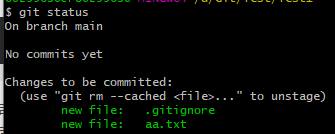 $ git status
On branch main
No commits yet
Changes to be committed:
(use "git rm --cached <file>..." to unstage)
new file: .gitignore
new file: aa.txt